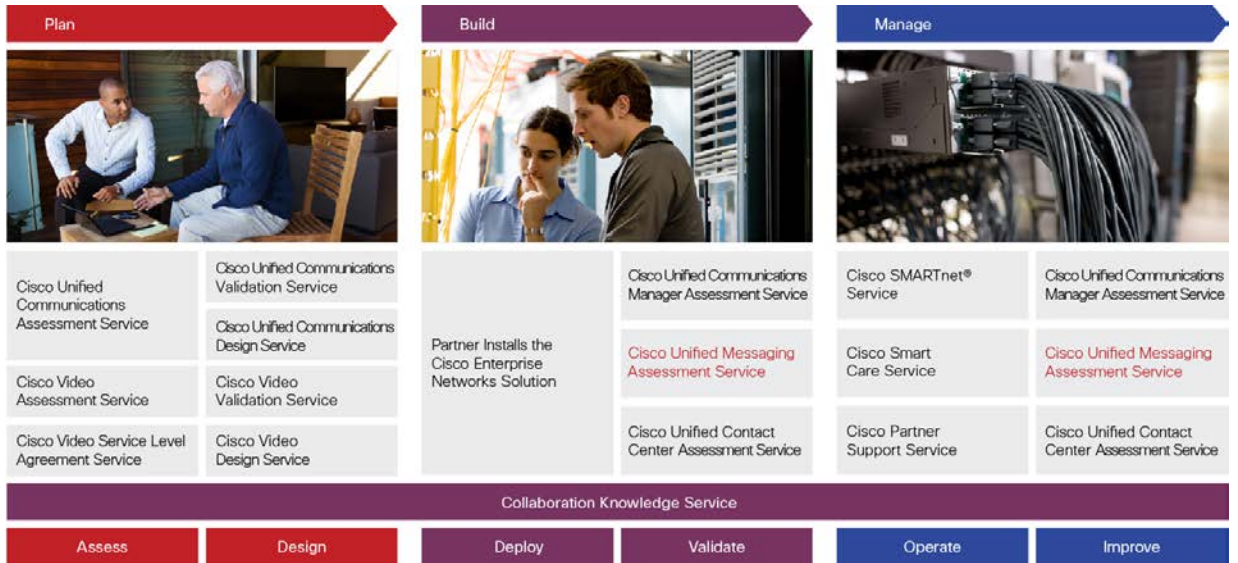 Plan
Build
Manage
Cisco Unified
Communications
Assessment Service
Cisco Video
Assessment Service
Cisco Video Service Level
Agreement Service
Cisco Unified Communications
Validation Service
Cisco Unified Communications
Design Service
Cisco Video
Validation Service
Cisco Video
Design Service
Partner Installs the
Cisco Enterprise
Networks Solution
Cisco Unified Communications
Manager Assessment Service
Cisco Unified Messaging
Assessment Service
Cisco Unified Contact
Center Assessment Service
Cisco SMARTnet®
Service
Cisco Smart
Care Service
Cisco Partner
Support Service
Cisco Unified Communications
Manager Assessment Service
Cisco Unified Messaging
Assessment Service
Cisco Unified Contact
Center Assessment Service
Collaboration Knowledge Service
Assess
Design
Deploy
Validate
Operate
Improve